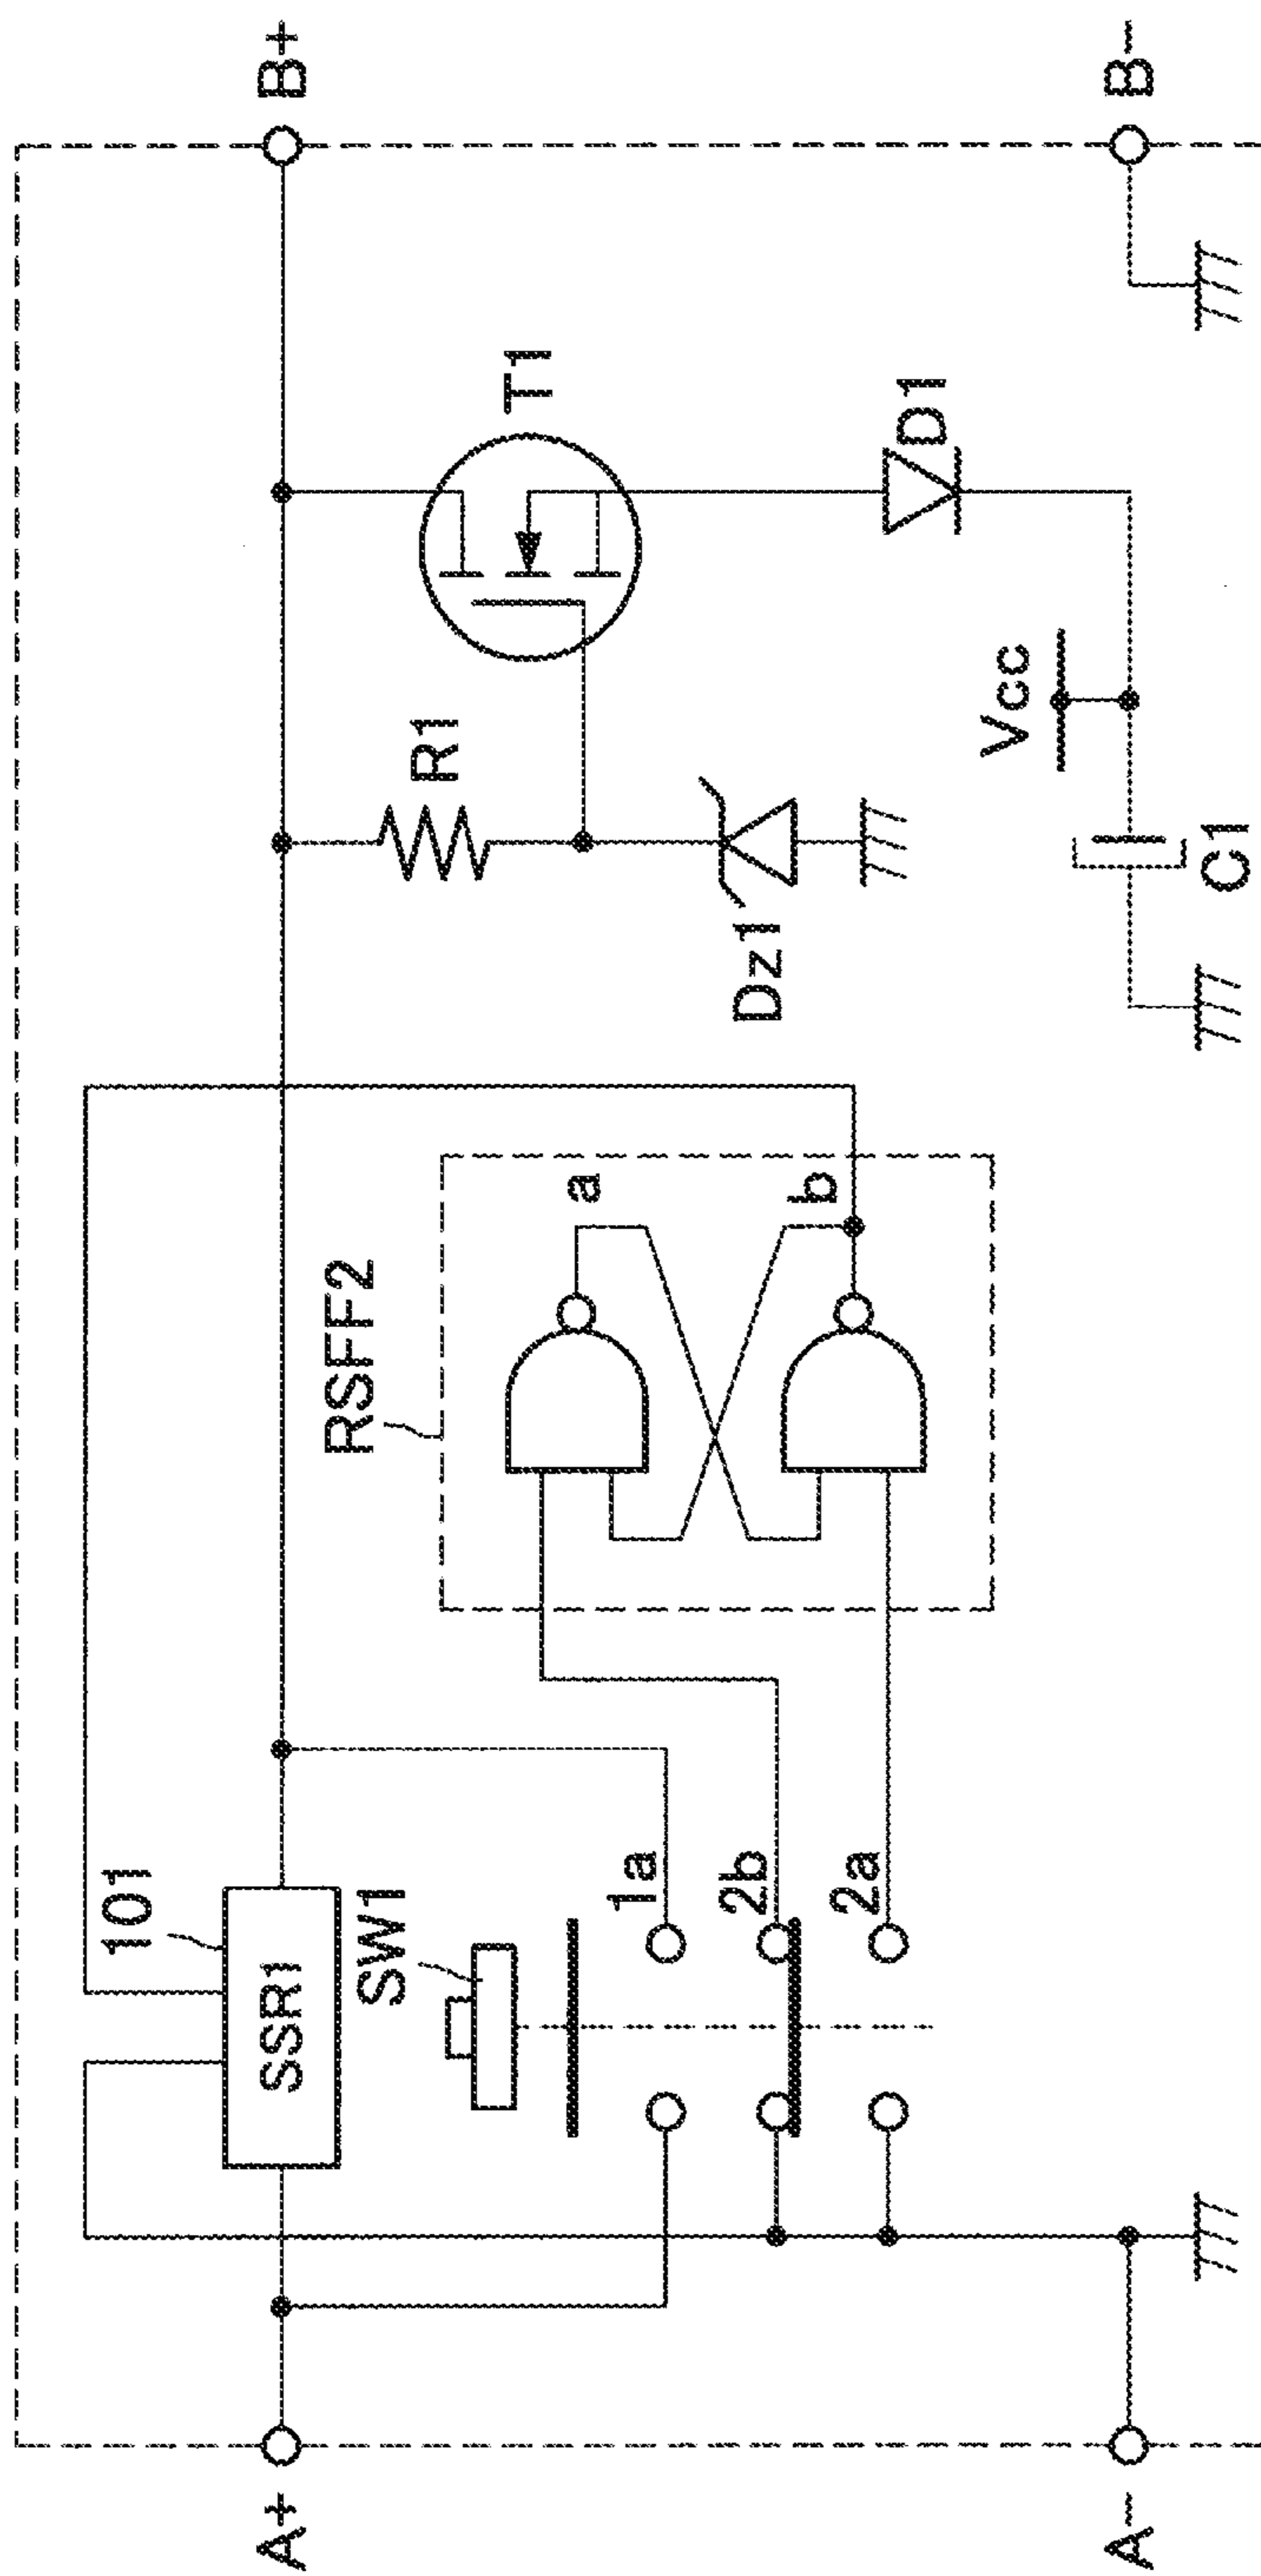 A+
B+
101
SSR1
SW1
1a
2b
2a
RSFF2
a
b
R1
T1
Dz1
D1
Vcc
C1
A−
B−